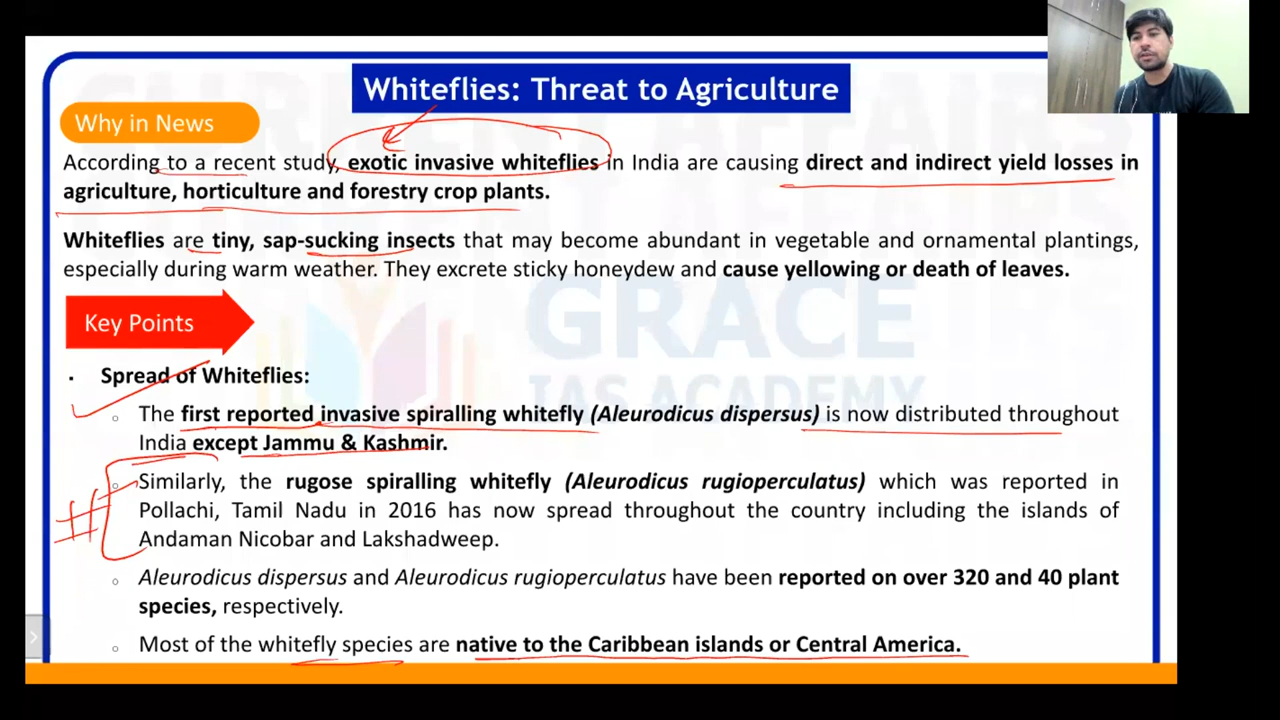 CURRENT AFFAIRS
Whiteflies: Threat to Agriculture
Why in News
According to a recent study, exotic invasive whiteflies in India are causing direct and indirect yield losses in
agriculture, horticulture and forestry crop plants.
Whiteflies are tiny, sap-sucking insects that may become abundant in vegetable and ornamental plantings,
especially during warm weather. They excrete sticky honeydew and cause yellowing or death of leaves.
GRACE
IAS ACADEMY
Key Points
▪ Spread of Whiteflies:
○ The first reported invasive spiralling whitefly (Aleurodicus dispersus) is now distributed throughout
India except Jammu & Kashmir.
○ Similarly, the rugose spiralling whitefly (Aleurodicus rugioperculatus) which was reported in
Pollachi, Tamil Nadu in 2016 has now spread throughout the country including the islands of
Andaman Nicobar and Lakshadweep.
#
○ Aleurodicus dispersus and Aleurodicus rugioperculatus have been reported on over 320 and 40 plant
species, respectively.
○ Most of the whitefly species are native to the Caribbean islands or Central America.